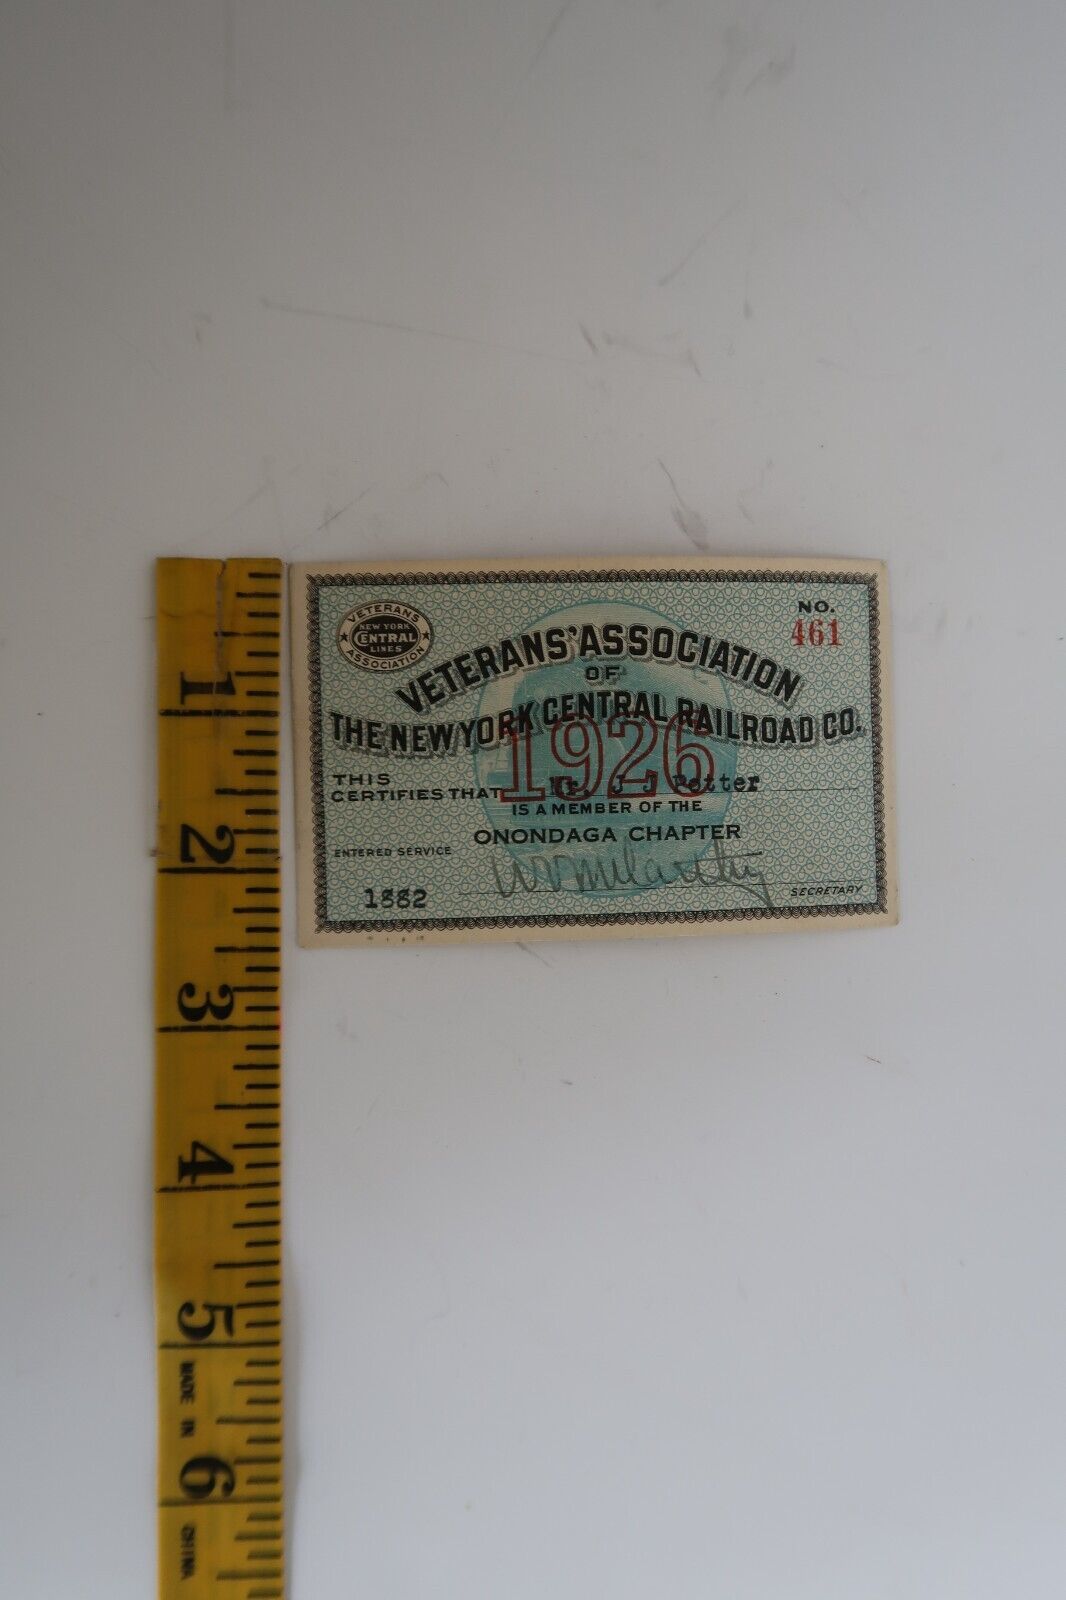 VETERANS
NEW YORK
CENTRAL
LINES
ASSOCIATION
NO.
461
VETERANS' ASSOCIATION
OF
THE NEW YORK CENTRAL RAILROAD CO.
1926
THIS
CERTIFIES THAT Mr. J J Petter
IS A MEMBER OF THE
ONONDAGA CHAPTER
ENTERED SERVICE
1882
SECRETARY
1
2
3
4
5
MADE IN
6
CHINA